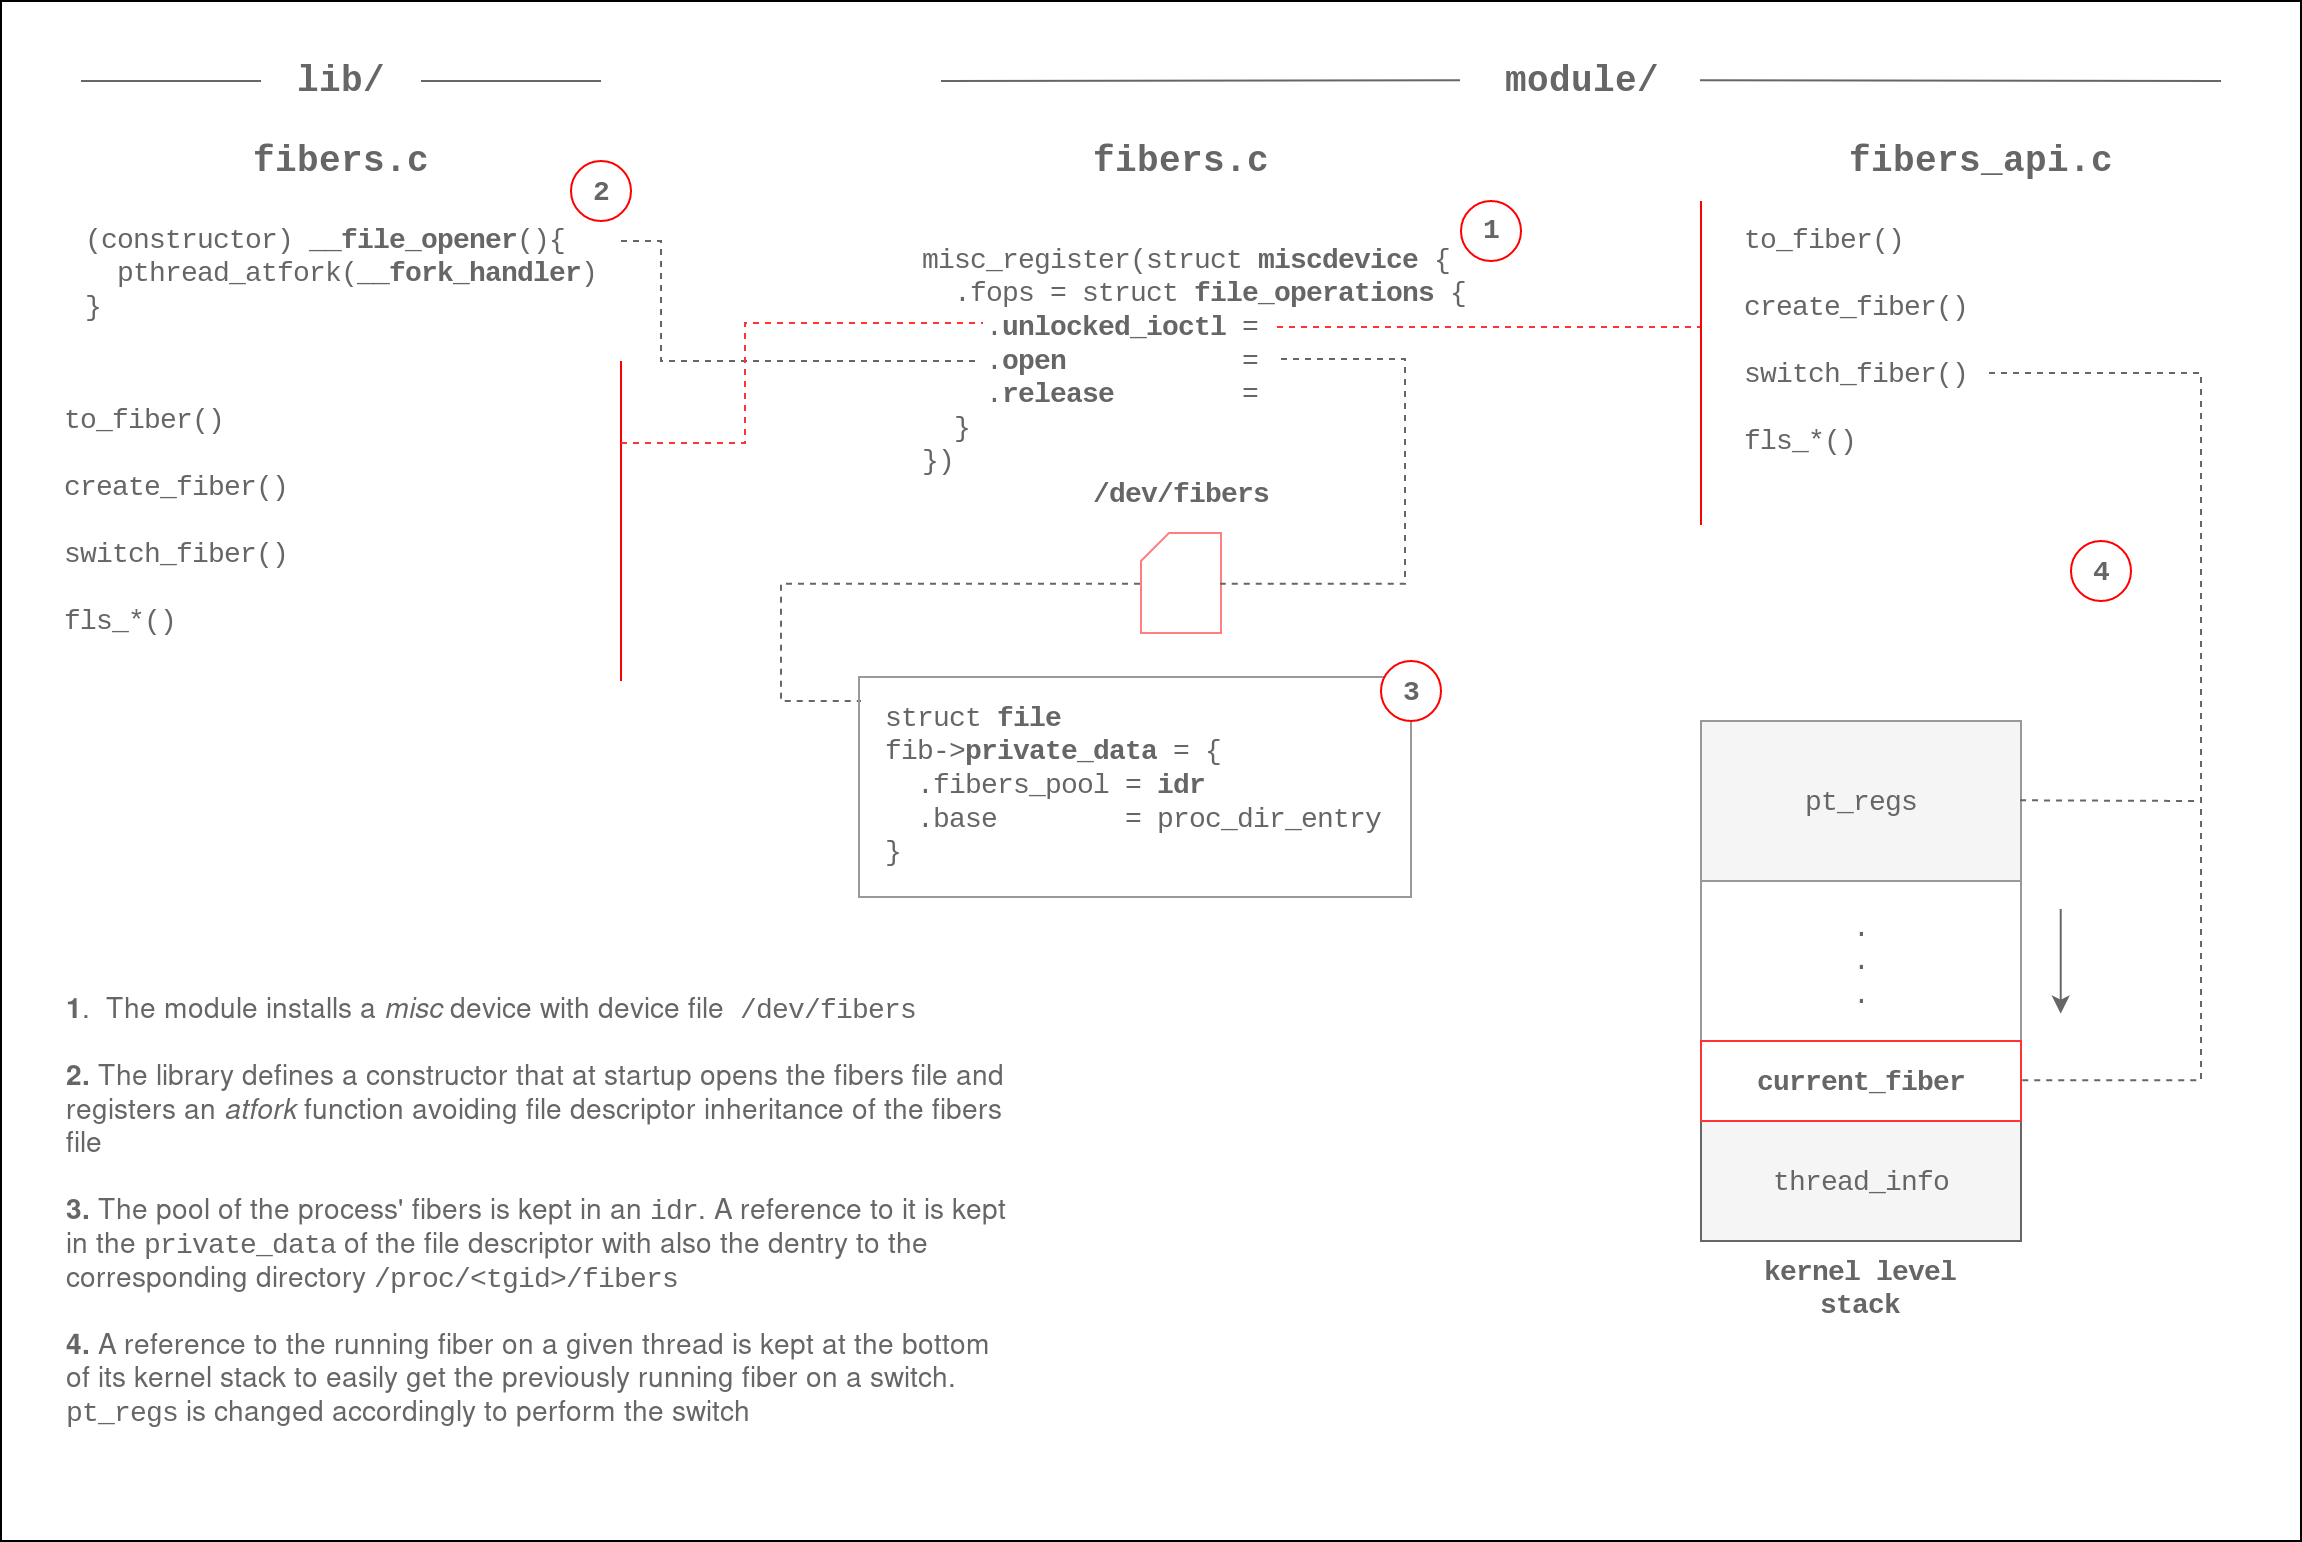 lib/
module/
fibers.c
fibers.c
fibers_api.c
2
(constructor) __file_opener(){
  pthread_atfork(__fork_handler)
}
to_fiber()
create_fiber()
switch_fiber()
fls_*()
1
misc_register(struct miscdevice {
  .fops = struct file_operations {
    .unlocked_ioctl =
    .open           =
    .release        =
  }
})
/dev/fibers
to_fiber()
create_fiber()
switch_fiber()
fls_*()
3
struct file
fib->private_data = {
  .fibers_pool = idr
  .base        = proc_dir_entry
}
4
pt_regs
.
.
.
current_fiber
thread_info
kernel level
stack
1.  The module installs a misc device with device file /dev/fibers
2. The library defines a constructor that at startup opens the fibers file and
registers an atfork function avoiding file descriptor inheritance of the fibers
file
3. The pool of the process' fibers is kept in an idr. A reference to it is kept
in the private_data of the file descriptor with also the dentry to the
corresponding directory /proc/<tgid>/fibers
4. A reference to the running fiber on a given thread is kept at the bottom
of its kernel stack to easily get the previously running fiber on a switch.
pt_regs is changed accordingly to perform the switch